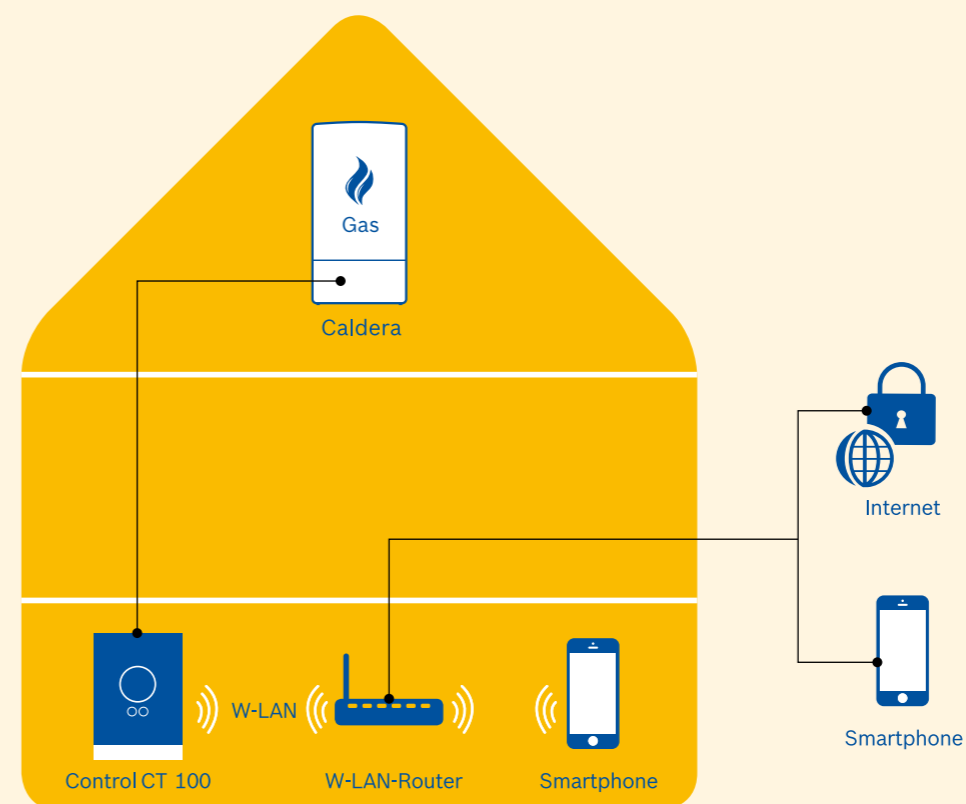 Gas
Caldera
Internet
W-LAN
Smartphone
Control CT 100
W-LAN-Router
Smartphone